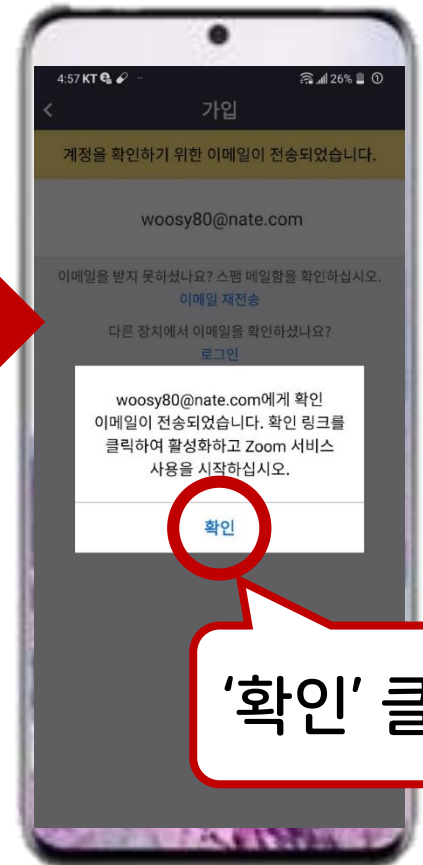 4:57 KT
26%
가입
계정을 확인하기 위한 이메일이 전송되었습니다.
woosy80@nate.com
이메일을 받지 못하셨나요? 스팸 메일함을 확인하십시오.
이메일 재전송
다른 장치에서 이메일을 확인하셨나요?
로그인
woosy80@nate.com에게 확인
이메일이 전송되었습니다. 확인 링크를
클릭하여 활성화하고 Zoom 서비스
사용을 시작하십시오.
확인
‘확인’